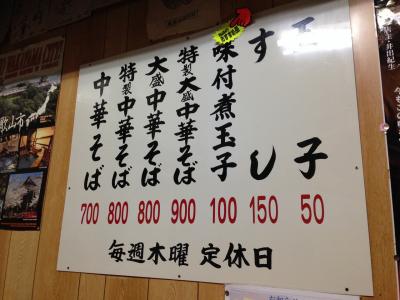 玉子 50
すし 150
味付煮玉子 100
特製大盛中華そば 900
大盛中華そば 800
特製中華そば 800
中華そば 700
毎週木曜 定休日